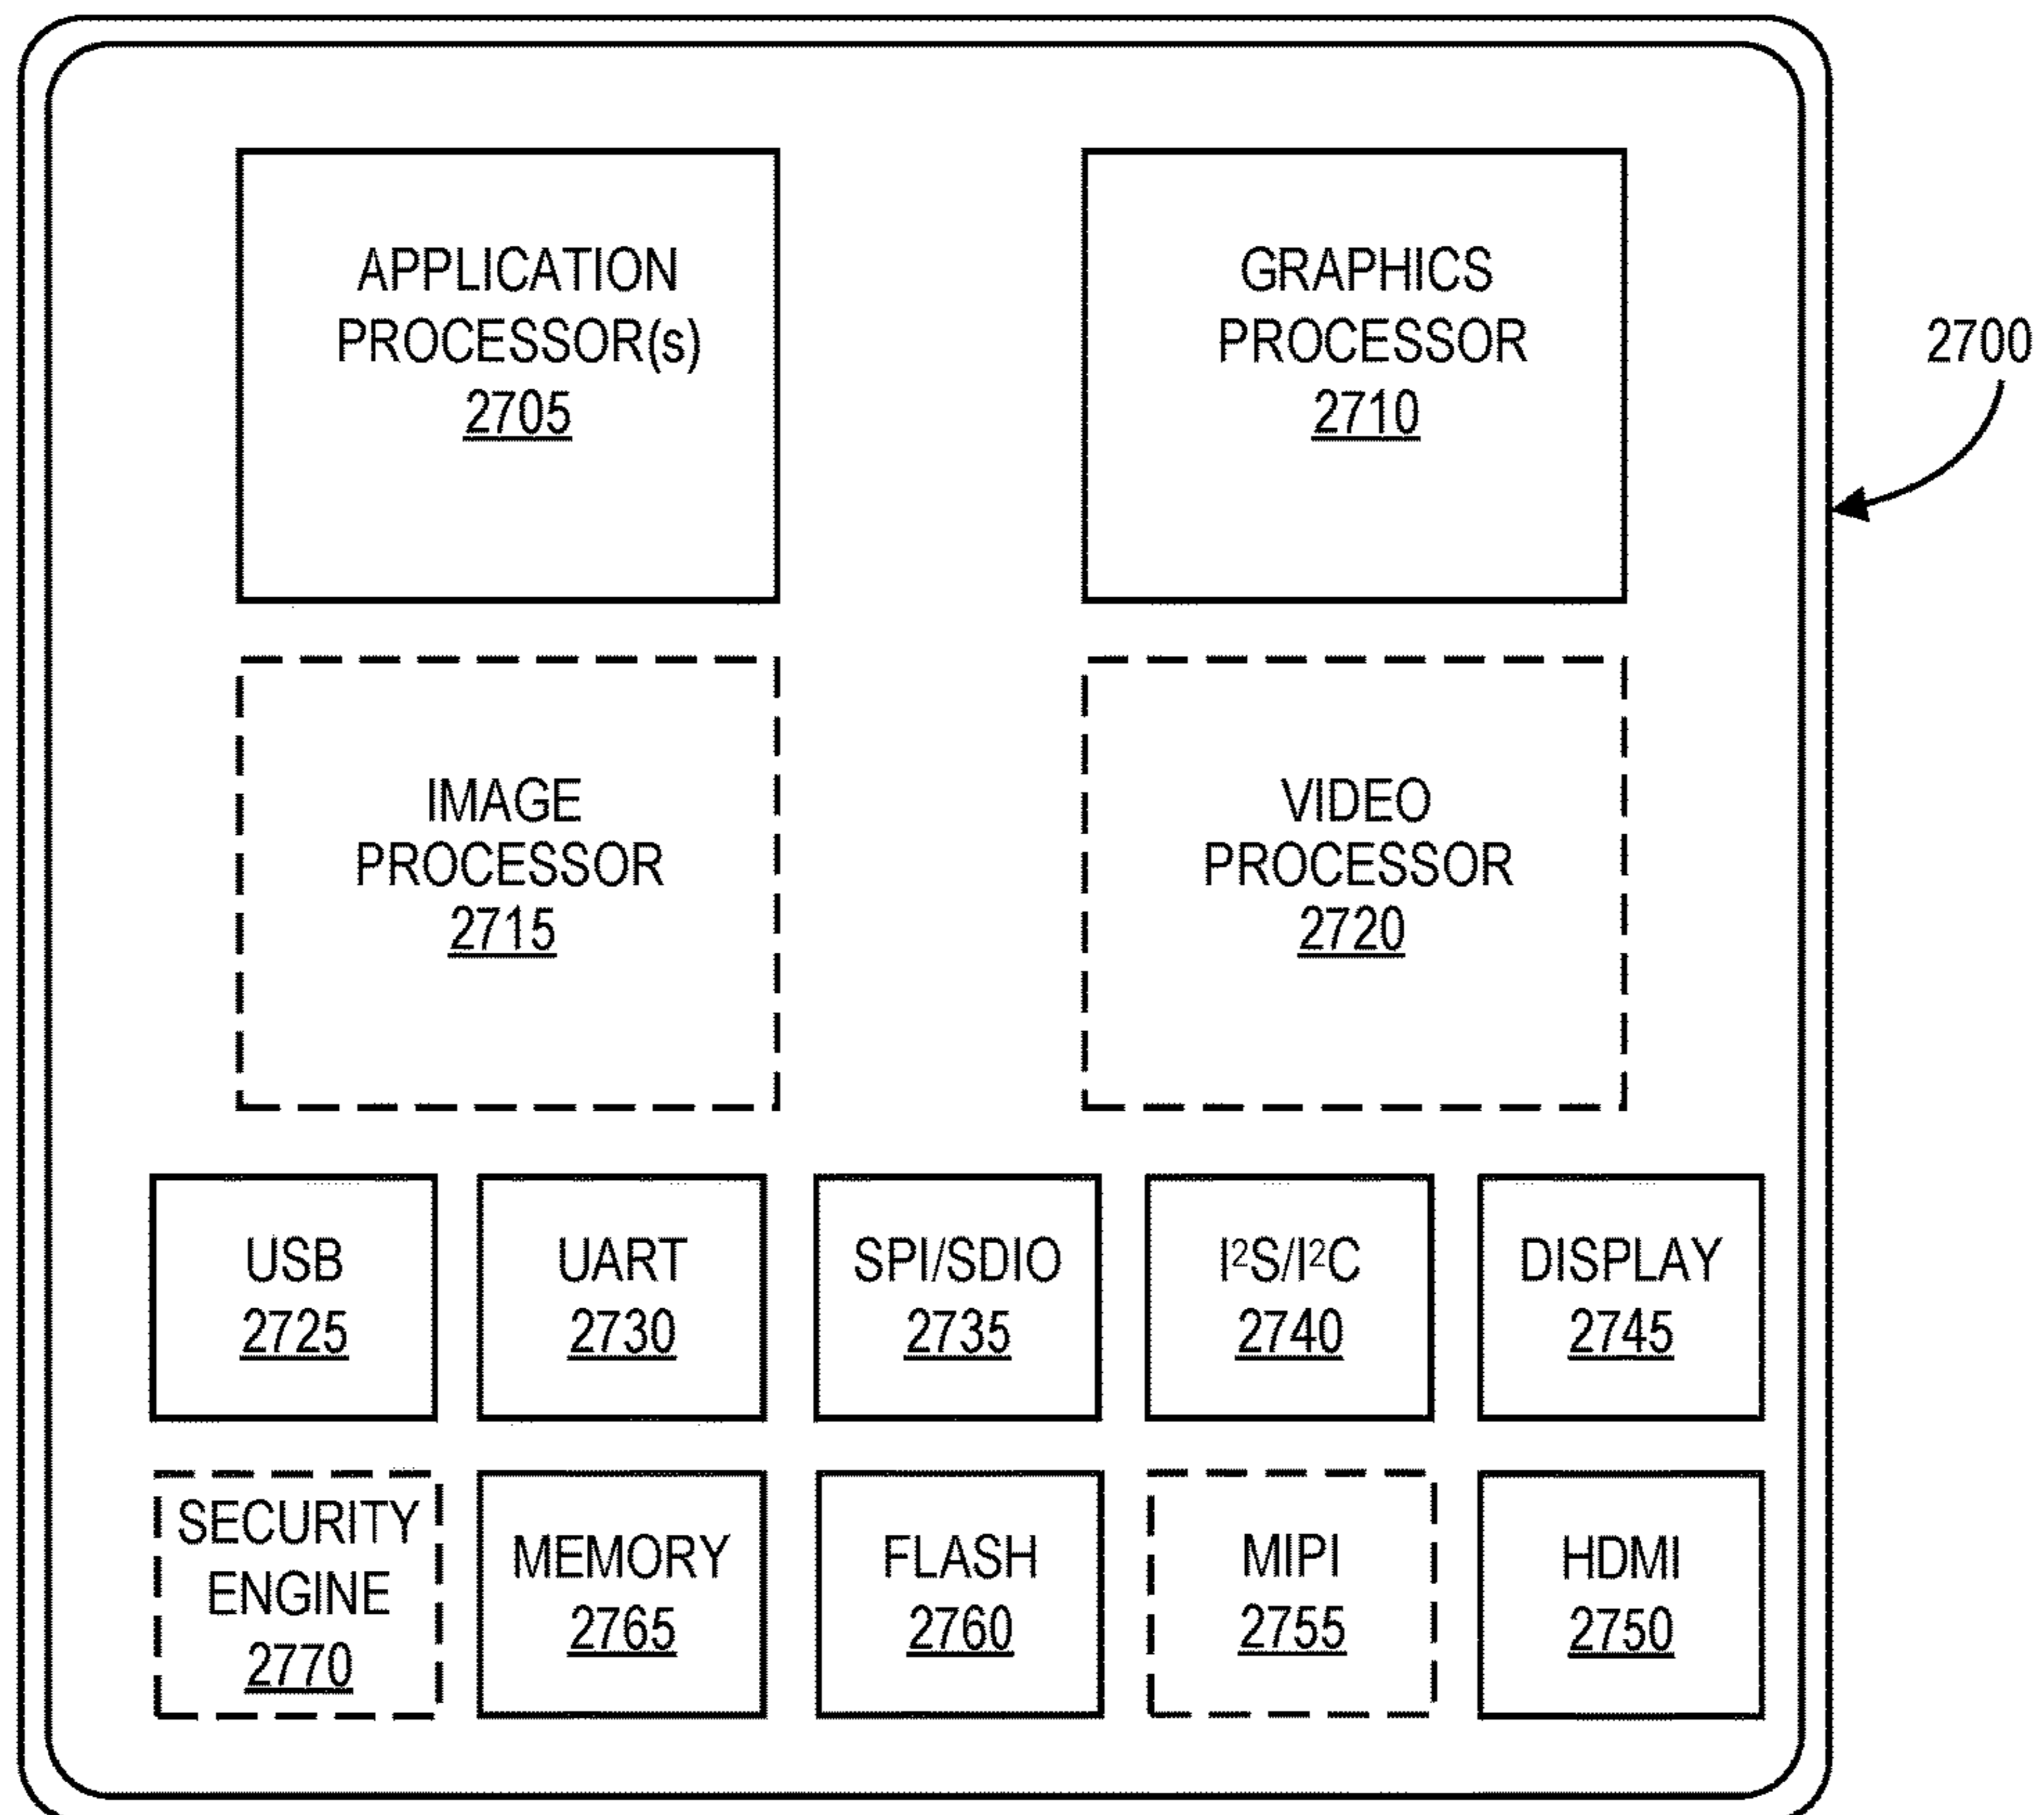 APPLICATION
PROCESSOR(s)
2705
GRAPHICS
PROCESSOR
2710
2700
IMAGE
PROCESSOR
2715
VIDEO
PROCESSOR
2720
USB
2725
UART
2730
SPI/SDIO
2735
I²S/I²C
2740
DISPLAY
2745
SECURITY
ENGINE
2770
MEMORY
2765
FLASH
2760
MIPI
2755
HDMI
2750